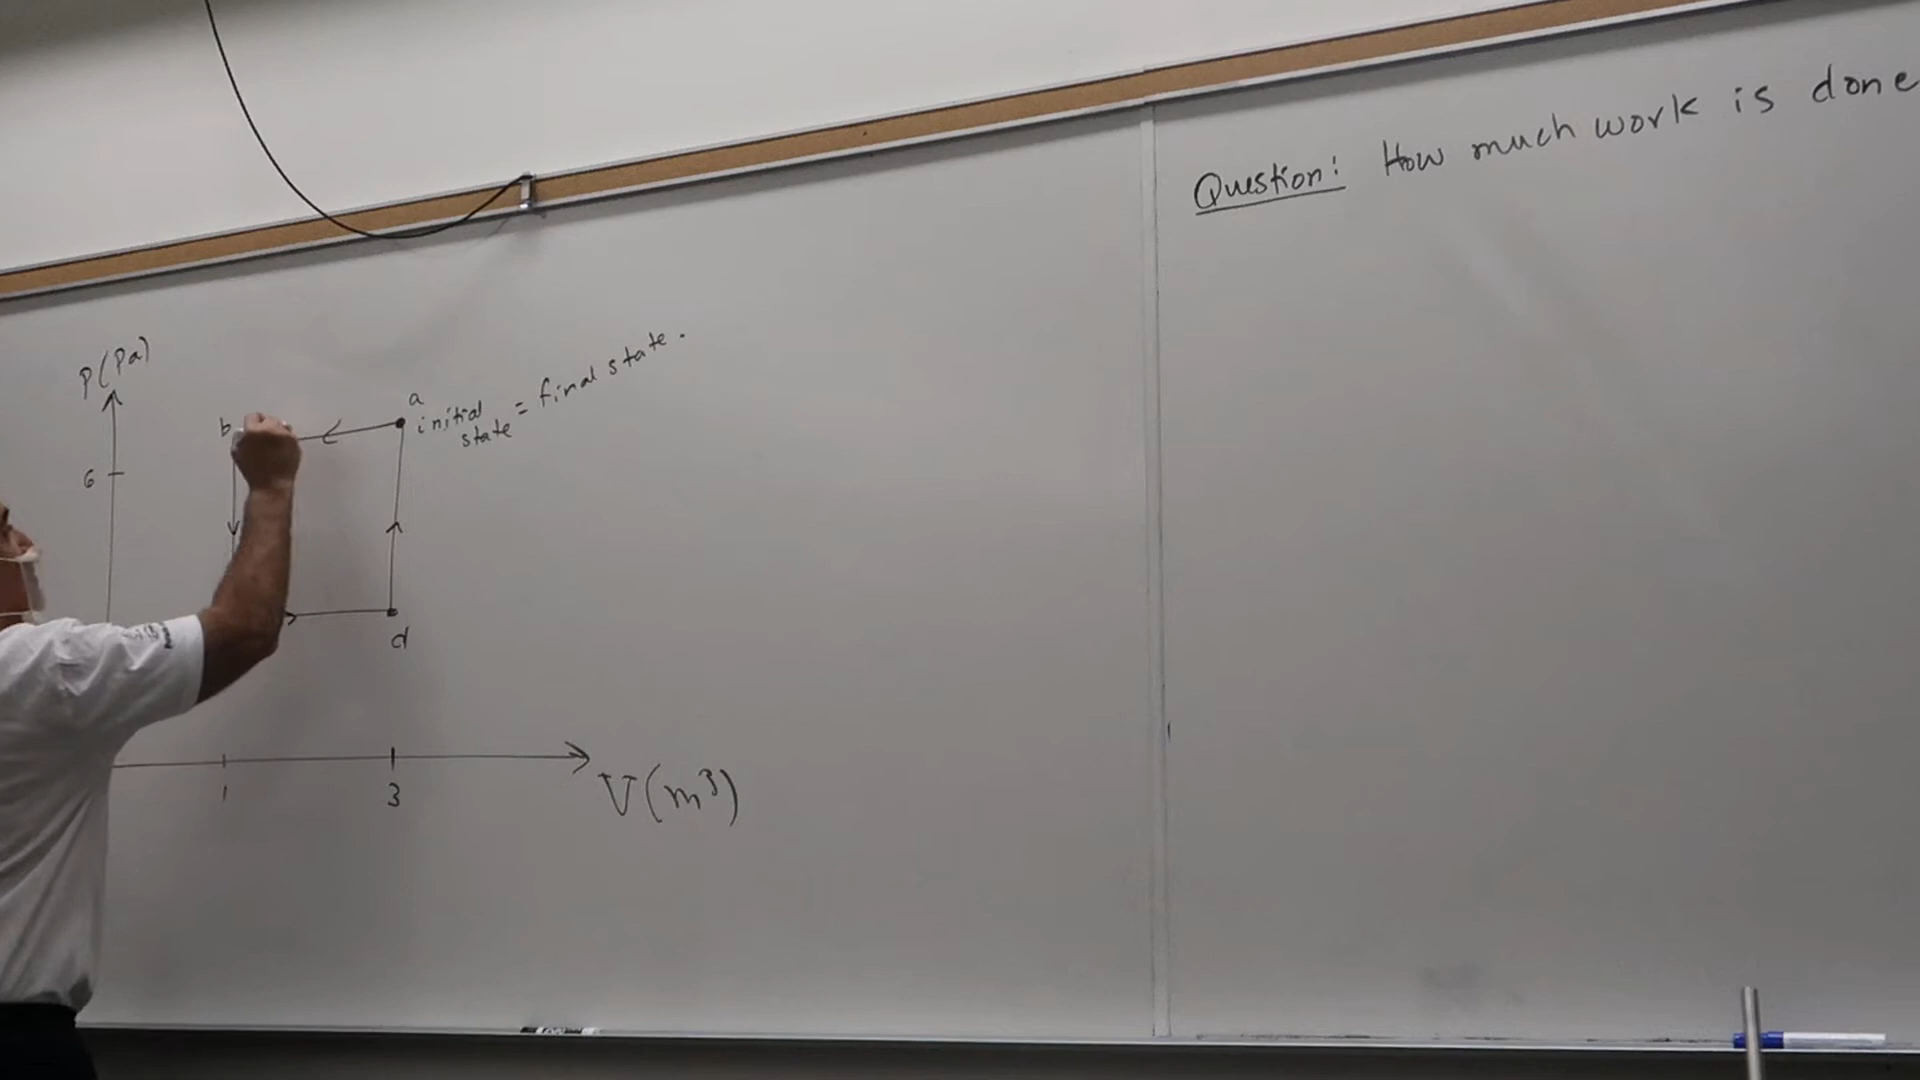 Question: How much work is done
P(Pa)
a
b
initial
state = final state.
6
d
1
3
V(m³)